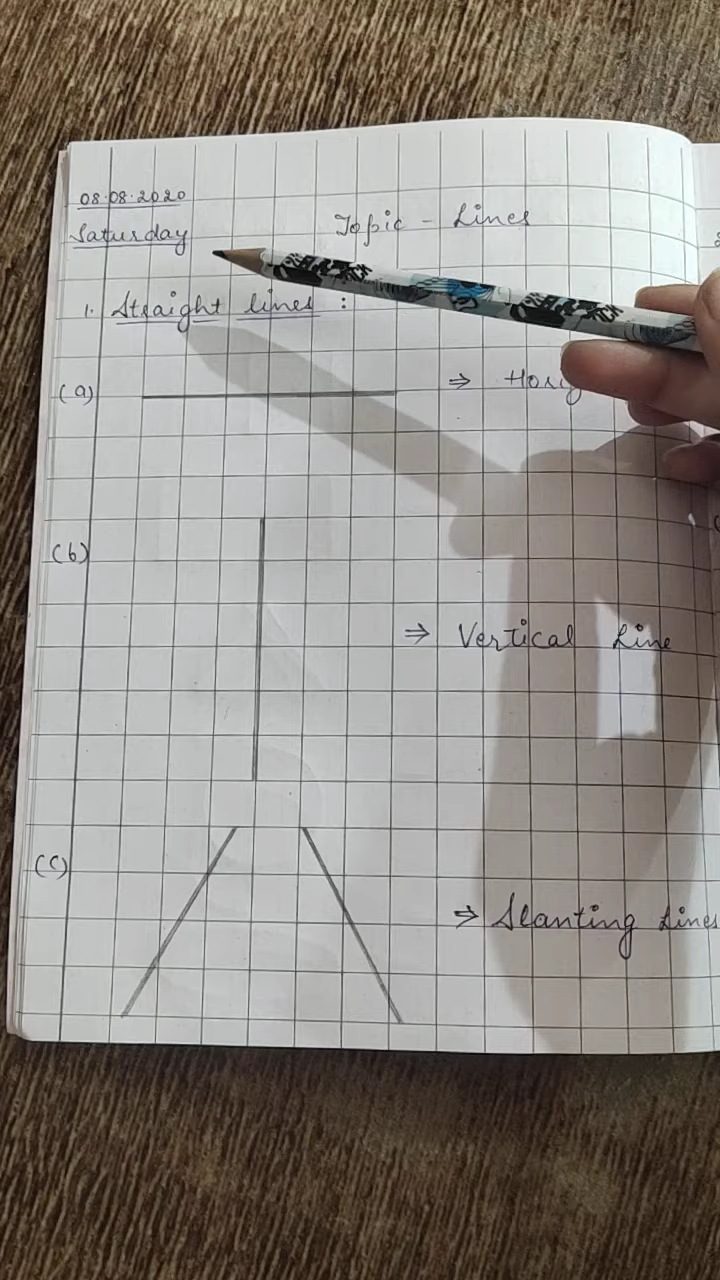 08.08.2020
Saturday
Topic - Lines
1. Straight lines :
(a) ⇒
(b) ⇒ Vertical Line
(c) ⇒ Slanting Lines